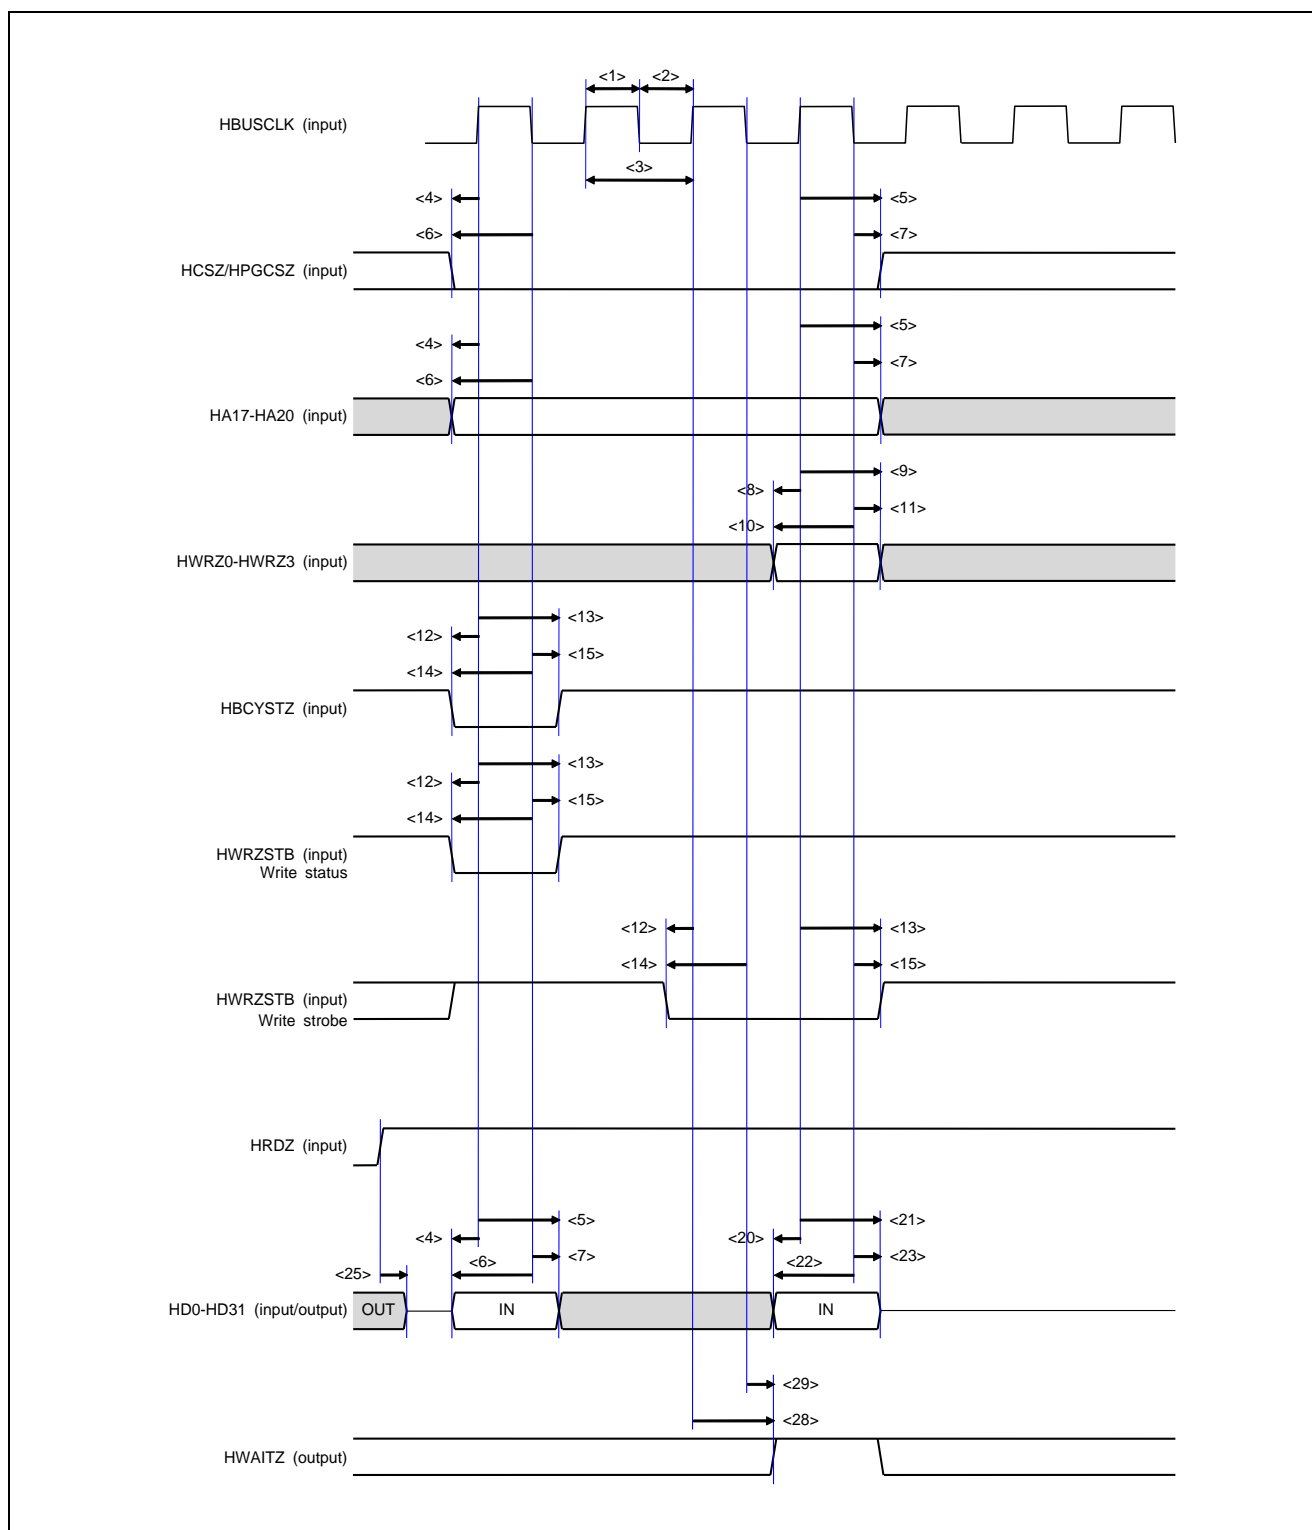 <1> <2>
HBUSCLK (input)
<3>
<4> <5>
<6> <7>
HCSZ/HPGCSZ (input)
<5>
<4>
<7>
<6>
HA17-HA20 (input)
<9>
<8>
<11>
<10>
HWRZ0-HWRZ3 (input)
<13>
<12>
<15>
<14>
HBCYSTZ (input)
<13>
<12>
<15>
<14>
HWRZSTB (input)
Write status
<12> <13>
<14> <15>
HWRZSTB (input)
Write strobe
HRDZ (input)
<5> <21>
<4> <20>
<7> <23>
<6> <22>
<25>
HD0-HD31 (input/output) OUT IN IN
<29>
<28>
HWAITZ (output)